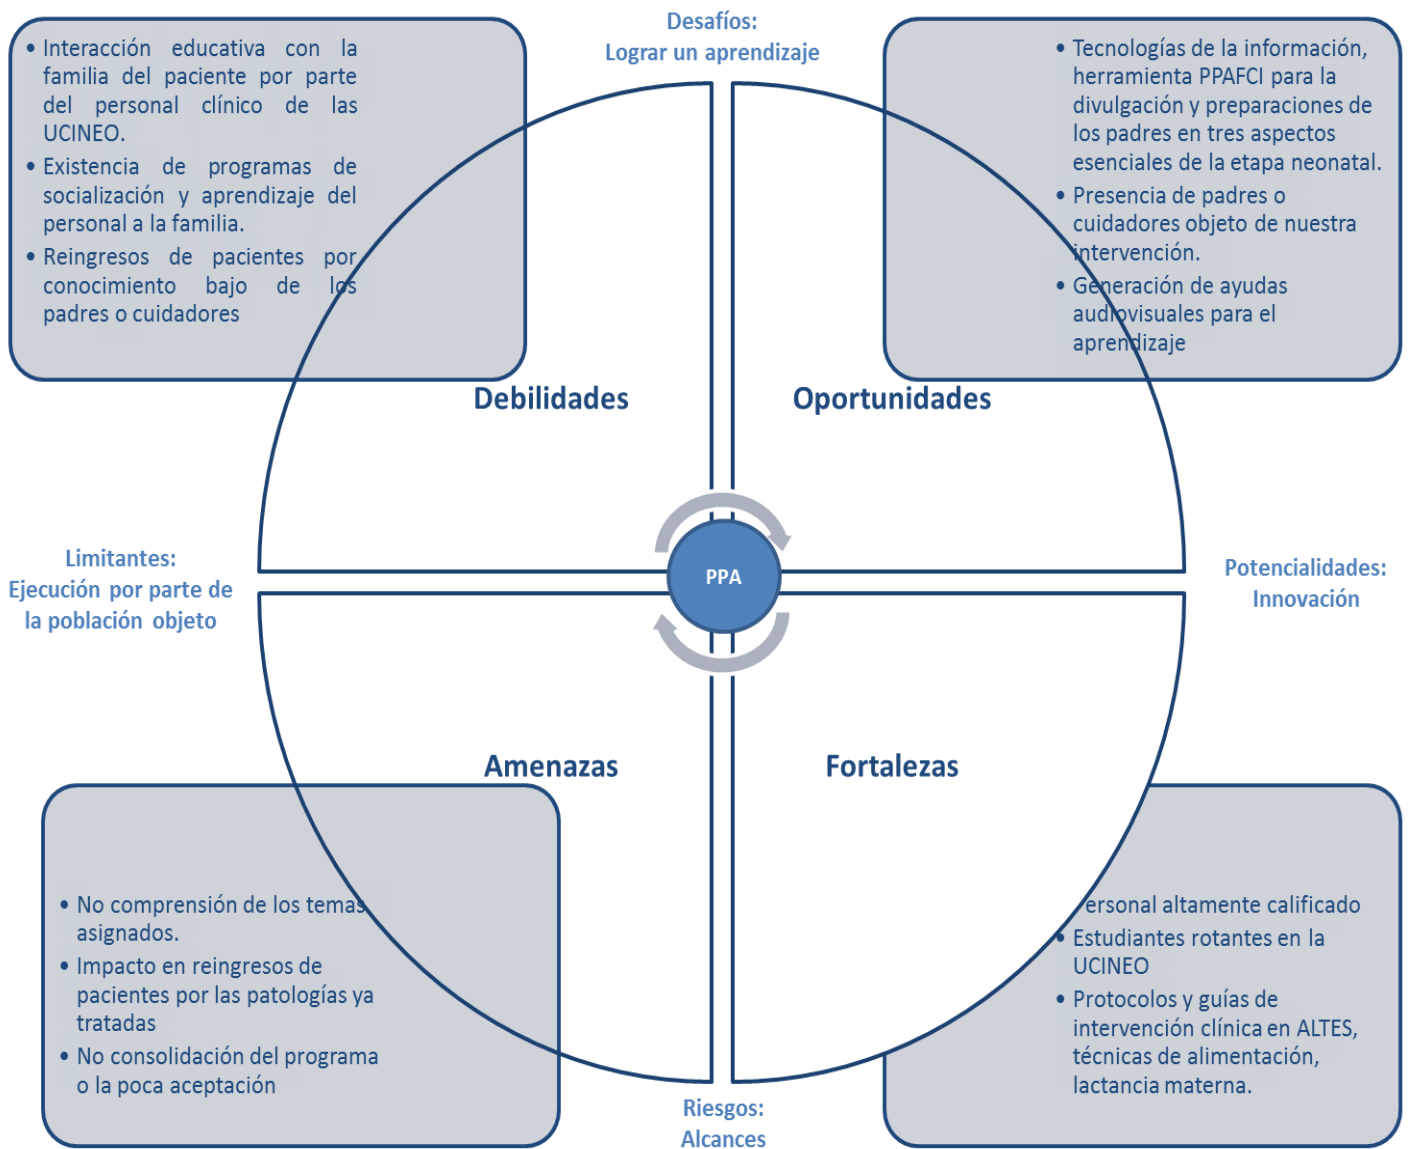 Desafíos:
Lograr un aprendizaje
• Interacción educativa con la
familia del paciente por parte
del personal clínico de las
UCINEO.
• Existencia de programas de
socialización y aprendizaje del
personal a la familia.
• Reingresos de pacientes por
conocimiento bajo de los
padres o cuidadores
• Tecnologías de la información,
herramienta PPAFCI para la
divulgación y preparaciones de
los padres en tres aspectos
esenciales de la etapa neonatal.
• Presencia de padres o
cuidadores objeto de nuestra
intervención.
• Generación de ayudas
audiovisuales para el
aprendizaje
Debilidades
Oportunidades
Limitantes:
Ejecución por parte de
la población objeto
PPA
Potencialidades:
Innovación
Amenazas
Fortalezas
• No comprensión de los temas
asignados.
• Impacto en reingresos de
pacientes por las patologías ya
tratadas
• No consolidación del programa
o la poca aceptación
ersonal altamente calificado
• Estudiantes rotantes en la
UCINEO
• Protocolos y guías de
intervención clínica en ALTES,
técnicas de alimentación,
lactancia materna.
Riesgos:
Alcances